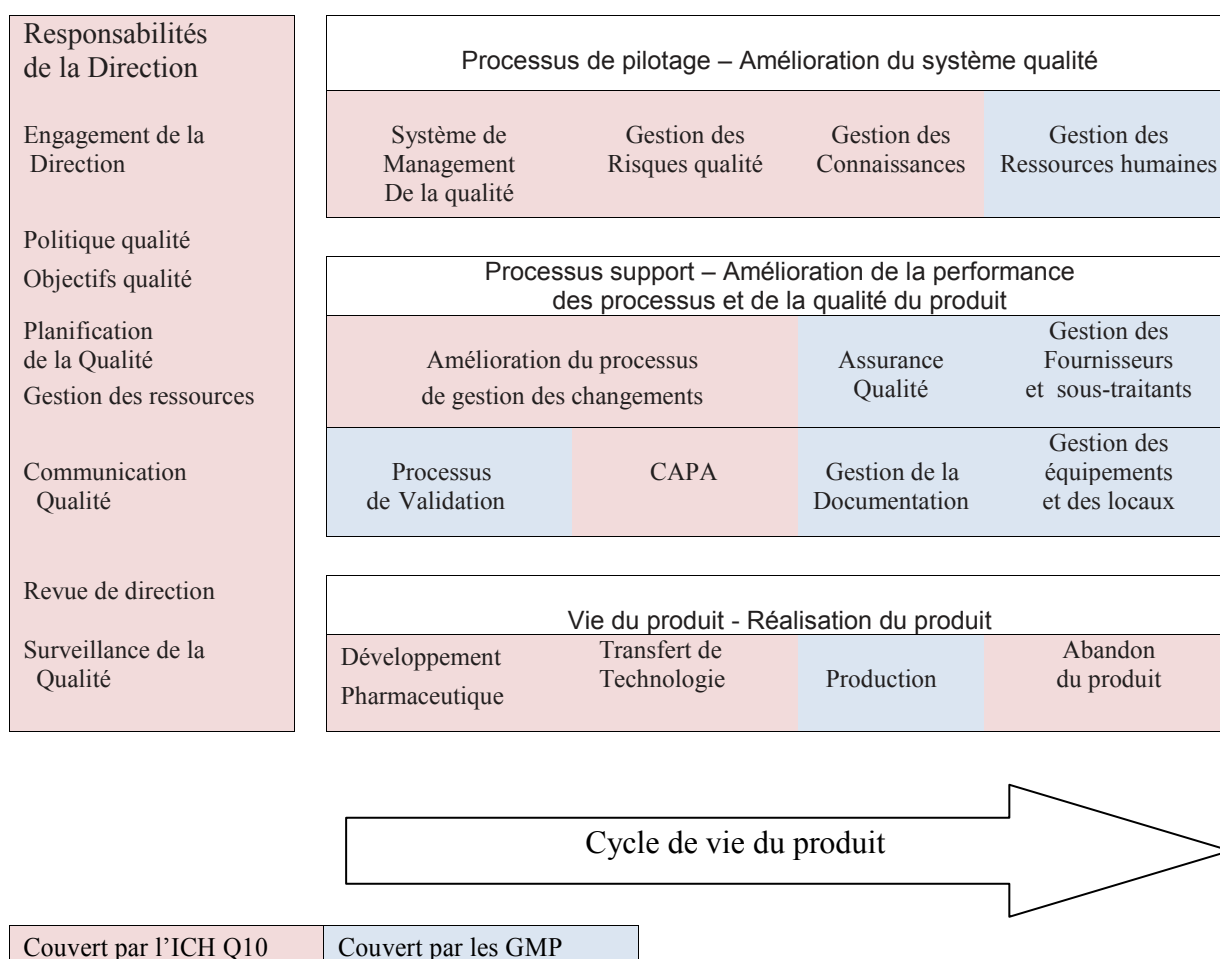 Responsabilités
de la Direction
Engagement de la
Direction
Politique qualité
Objectifs qualité
Planification
de la Qualité
Gestion des ressources
Communication
Qualité
Revue de direction
Surveillance de la
Qualité
Processus de pilotage – Amélioration du système qualité
Système de
Management
De la qualité
Gestion des
Risques qualité
Gestion des
Connaissances
Gestion des
Ressources humaines
Processus support – Amélioration de la performance
des processus et de la qualité du produit
Amélioration du processus
de gestion des changements
Assurance
Qualité
Gestion des
Fournisseurs
et sous-traitants
Processus
de Validation
CAPA
Gestion de la
Documentation
Gestion des
équipements
et des locaux
Vie du produit - Réalisation du produit
Développement
Pharmaceutique
Transfert de
Technologie
Production
Abandon
du produit
Cycle de vie du produit
Couvert par l’ICH Q10
Couvert par les GMP